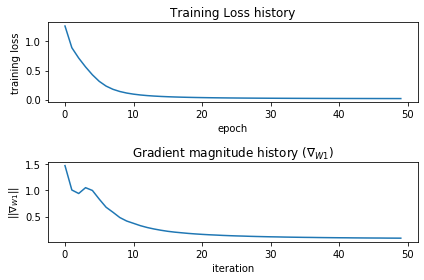 Training Loss history
training loss
1.0
0.5
0.0
0 10 20 30 40 50
epoch
Gradient magnitude history (∇W1)
||∇W1||
1.5
1.0
0.5
0 10 20 30 40 50
iteration